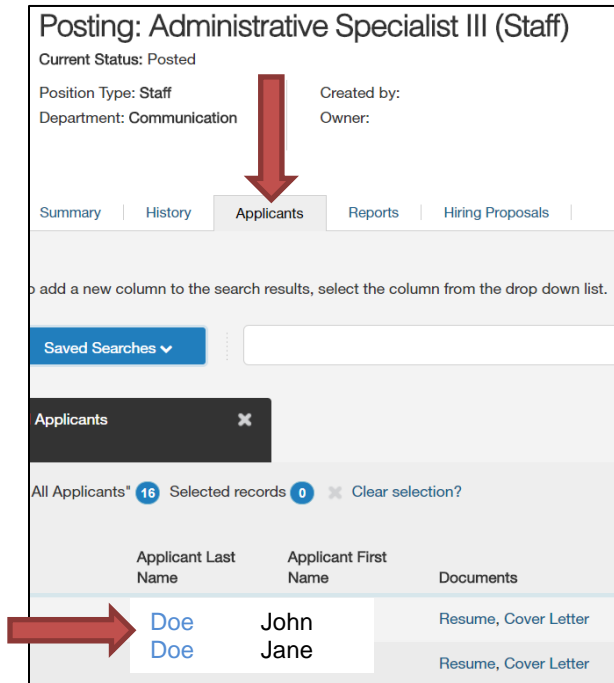 Posting: Administrative Specialist III (Staff)
Current Status: Posted
Position Type: Staff Created by:
Department: Communication Owner:
Summary History Applicants Reports Hiring Proposals
o add a new column to the search results, select the column from the drop down list.
Saved Searches
Applicants
All Applicants" 16 Selected records 0 Clear selection?
Applicant Last Applicant First
Name Name Documents
Doe John Resume, Cover Letter
Doe Jane Resume, Cover Letter